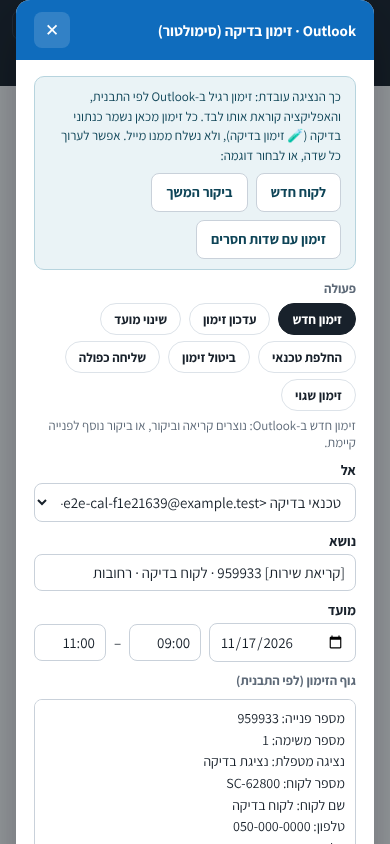 Outlook · זימון בדיקה (סימולטור)
✕
כך הנציגה עובדת: זימון רגיל ב-Outlook לפי התבנית,
והאפליקציה קוראת אותו לבד. כל זימון מכאן נשמר כנתוני
בדיקה (🧪 זימון בדיקה), ולא נשלח ממנו מייל. אפשר לערוך
כל שדה, או לבחור דוגמה:
לקוח חדש
ביקור המשך
זימון עם שדות חסרים
פעולה
זימון חדש
עדכון זימון
שינוי מועד
החלפת טכנאי
ביטול זימון
שליחה כפולה
זימון שגוי
זימון חדש ב-Outlook: נוצרים קריאה וביקור, או ביקור נוסף לפנייה
קיימת.
אל
טכנאי בדיקה <e2e-cal-f1e21639@example.test-
נושא
[קריאת שירות] 959933 · לקוח בדיקה · רחובות
מועד
11/17/2026
09:00
–
11:00
גוף הזימון (לפי התבנית)
מספר פנייה: 959933
מספר משימה: 1
נציגה מטפלת: נציגת בדיקה
מספר לקוח: SC-62800
שם לקוח: לקוח בדיקה
טלפון: 050-000-0000